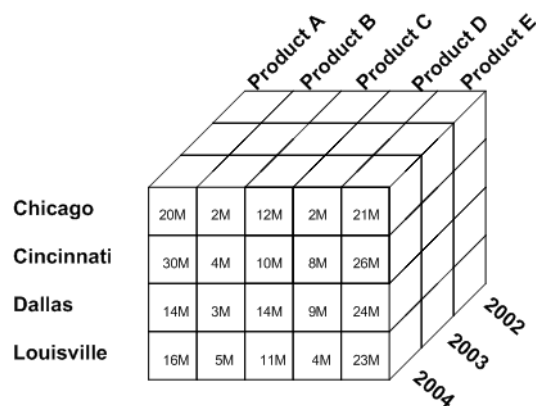 Product A
Product B
Product C
Product D
Product E
Chicago 20M 2M 12M 2M 21M
Cincinnati 30M 4M 10M 8M 26M
Dallas 14M 3M 14M 9M 24M
Louisville 16M 5M 11M 4M 23M
2002
2003
2004